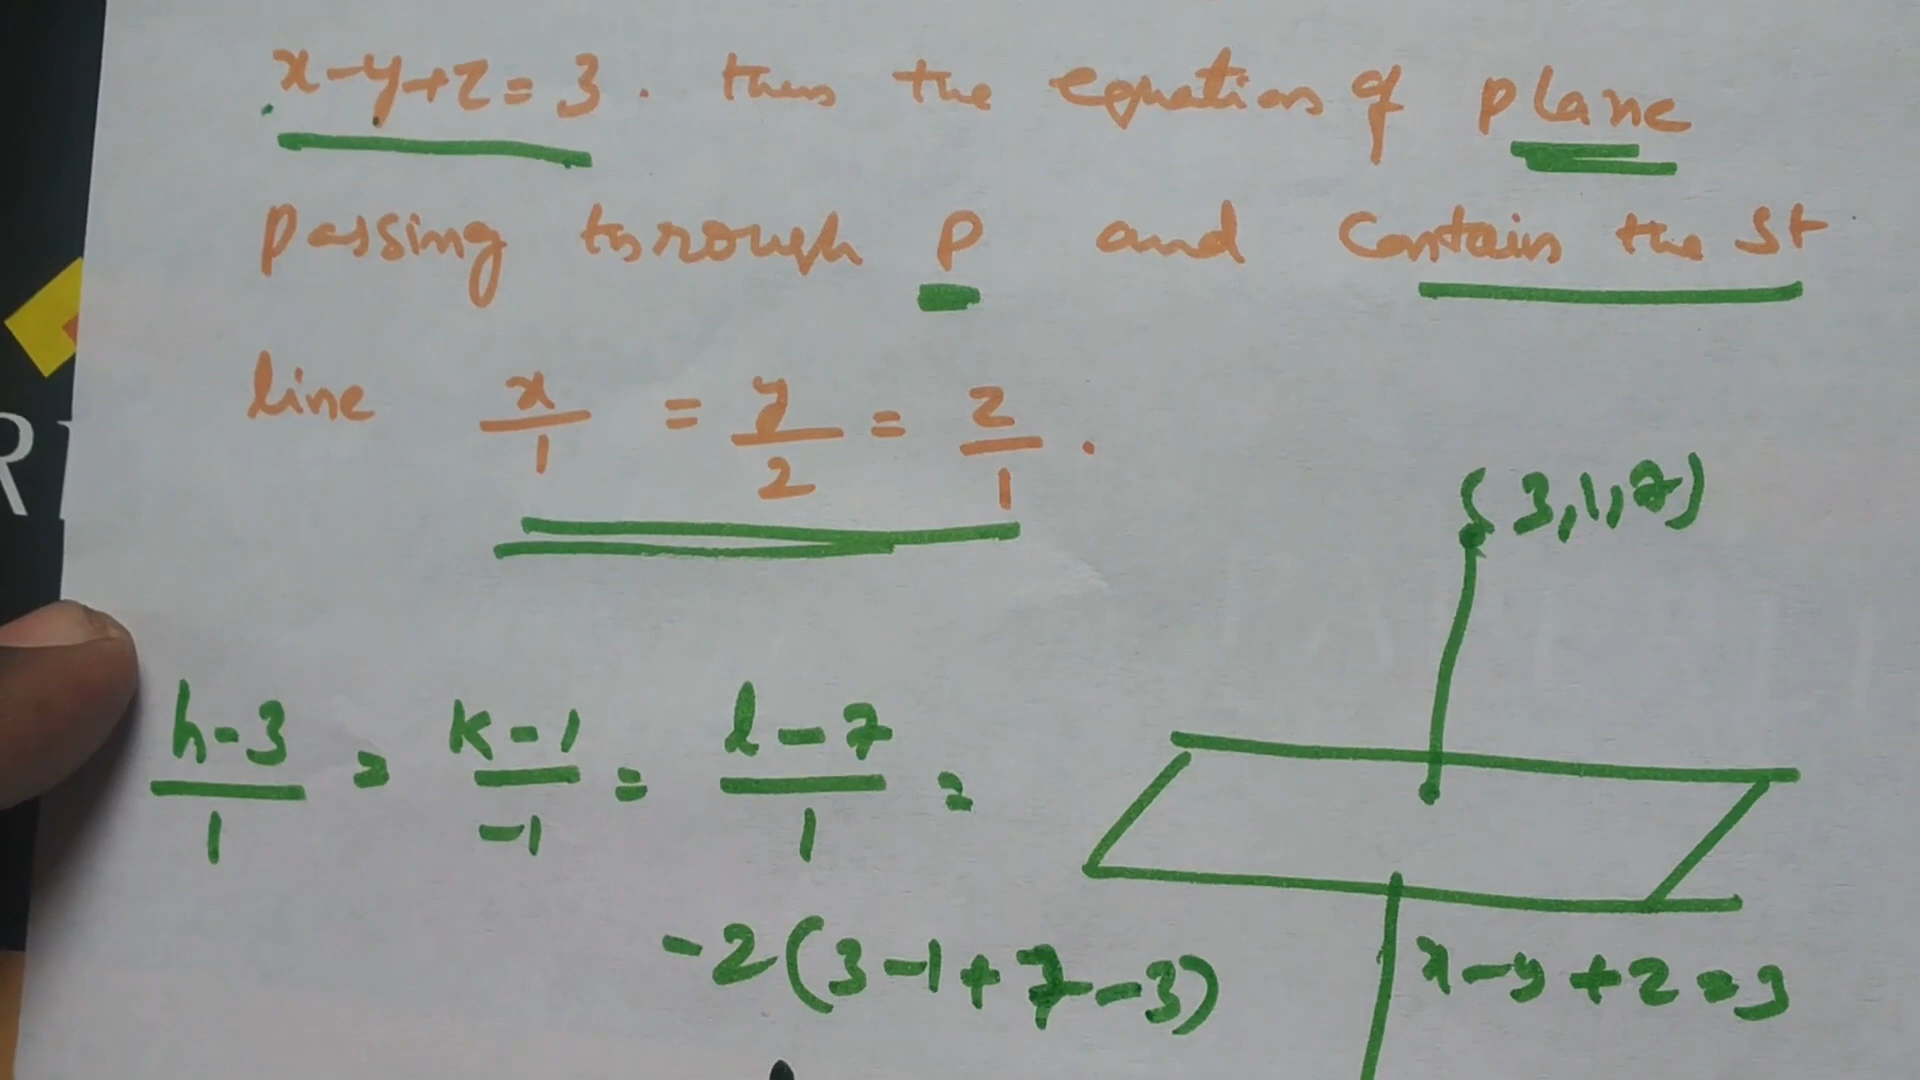 x-y+z=3. then the equation of plane
passing through P and contain the st
line x/1 = y/2 = z/1.
(3,1,7)
h-3/1 = k-1/-1 = l-7/1 =
-2(3-1+7-3)
x-y+z=3